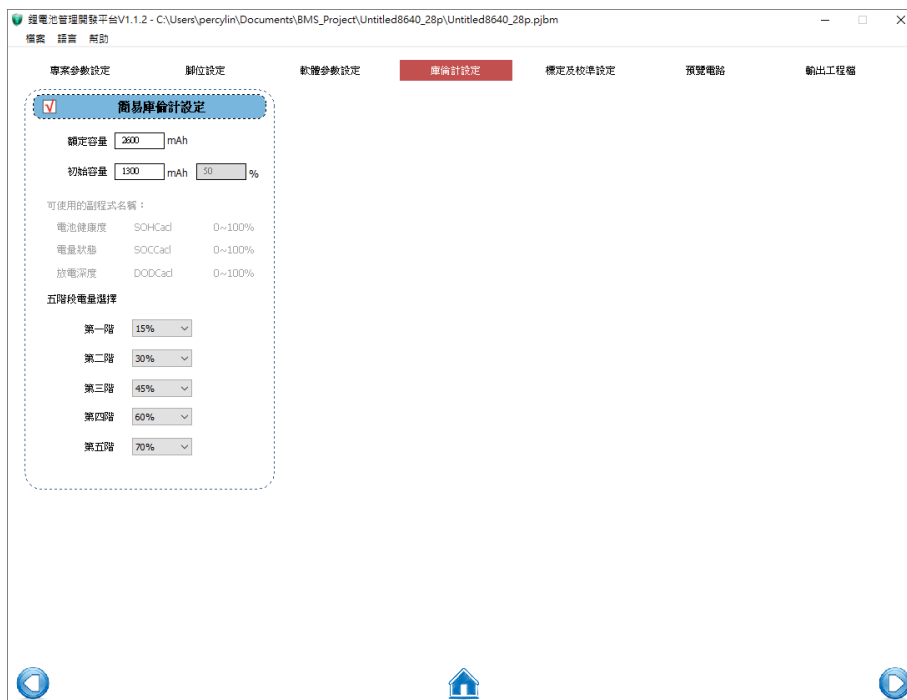 鋰電池管理開發平台V1.1.2 - C:\Users\percylin\Documents\BMS_Project\Untitled8640_28p\Untitled8640_28p.pjbm
檔案 語言 幫助
專案參數設定 腳位設定 軟體參數設定 庫倫計設定 標定及校準設定 預覽電路 輸出工程檔
簡易庫倫計設定
額定容量 2600 mAh
初始容量 1300 mAh 50 %
可使用的副程式名稱：
電池健康度 SOHCacl 0~100%
電量狀態 SOCCacl 0~100%
放電深度 DODCacl 0~100%
五階段電量選擇
第一階 15%
第二階 30%
第三階 45%
第四階 60%
第五階 70%